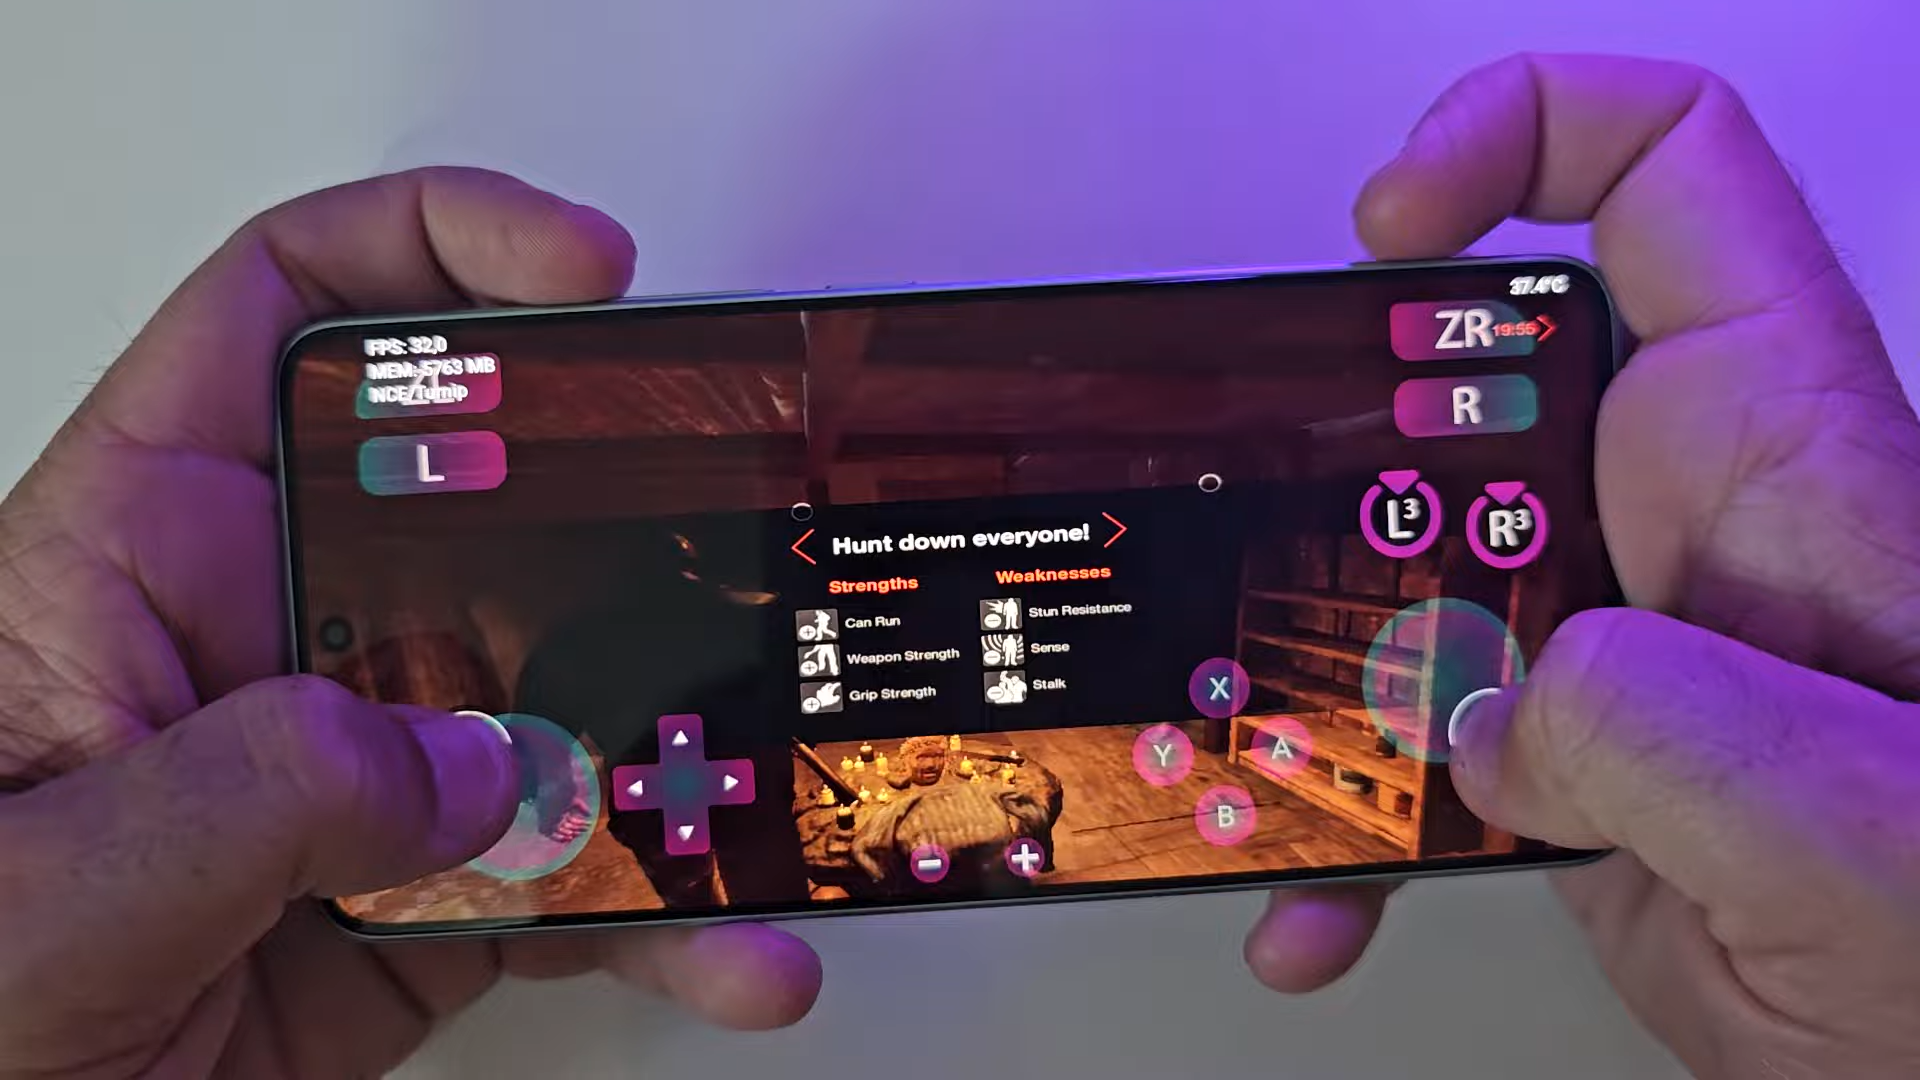 37.4°C
FPS: 32,0
MEM: 5763 MB
NCE/Turnip
ZL
L
ZR
19:55
R
L3
R3
Hunt down everyone!
Strengths
Weaknesses
Can Run
Stun Resistance
Weapon Strength
Sense
Grip Strength
Stalk
X
Y
A
B